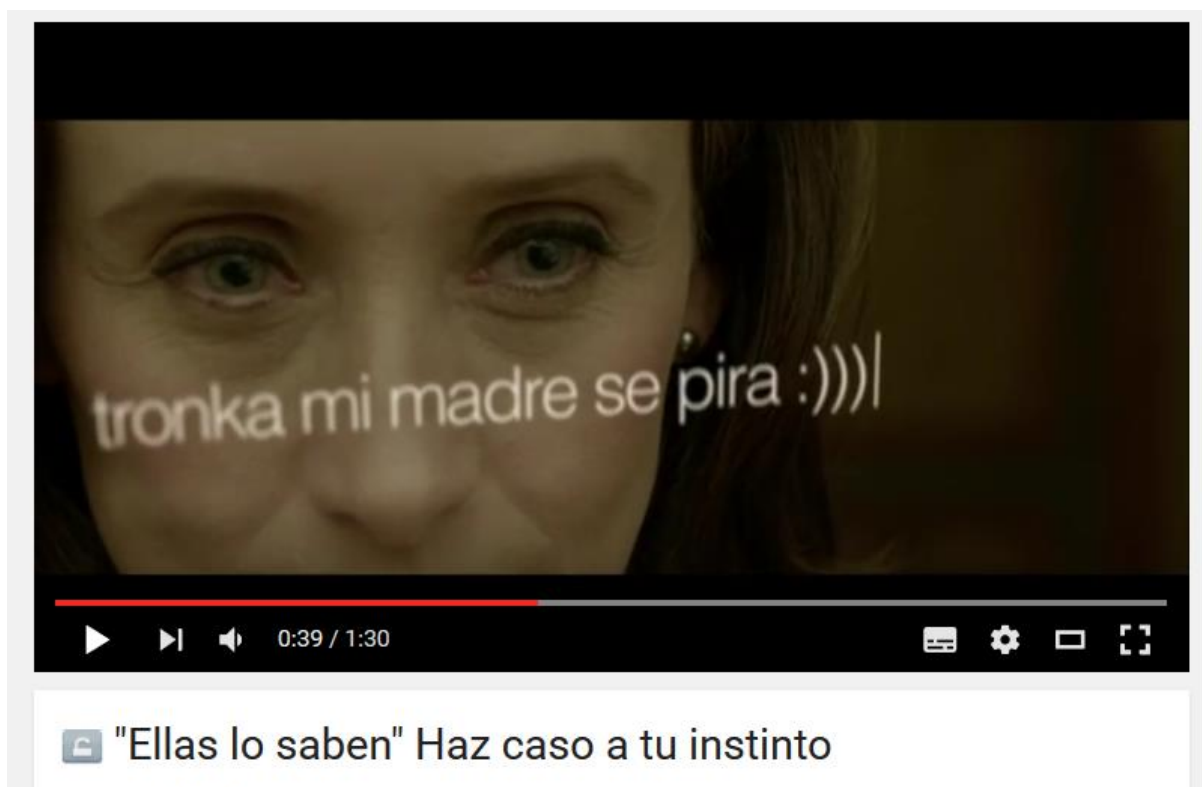 tronka mi madre se pira :)))
0:39 / 1:30
"Ellas lo saben" Haz caso a tu instinto